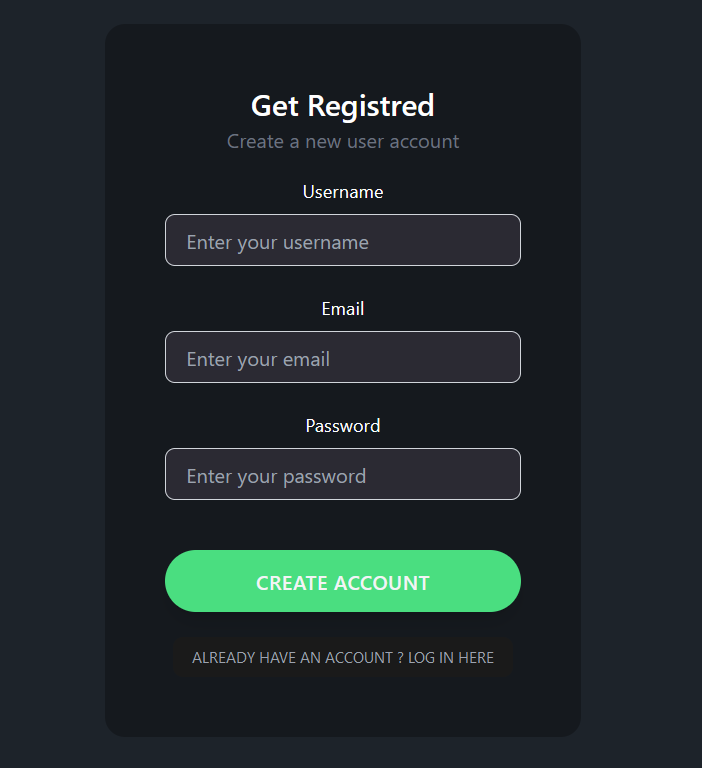 Get Registred
Create a new user account
Username
Enter your username
Email
Enter your email
Password
Enter your password
CREATE ACCOUNT
ALREADY HAVE AN ACCOUNT ? LOG IN HERE